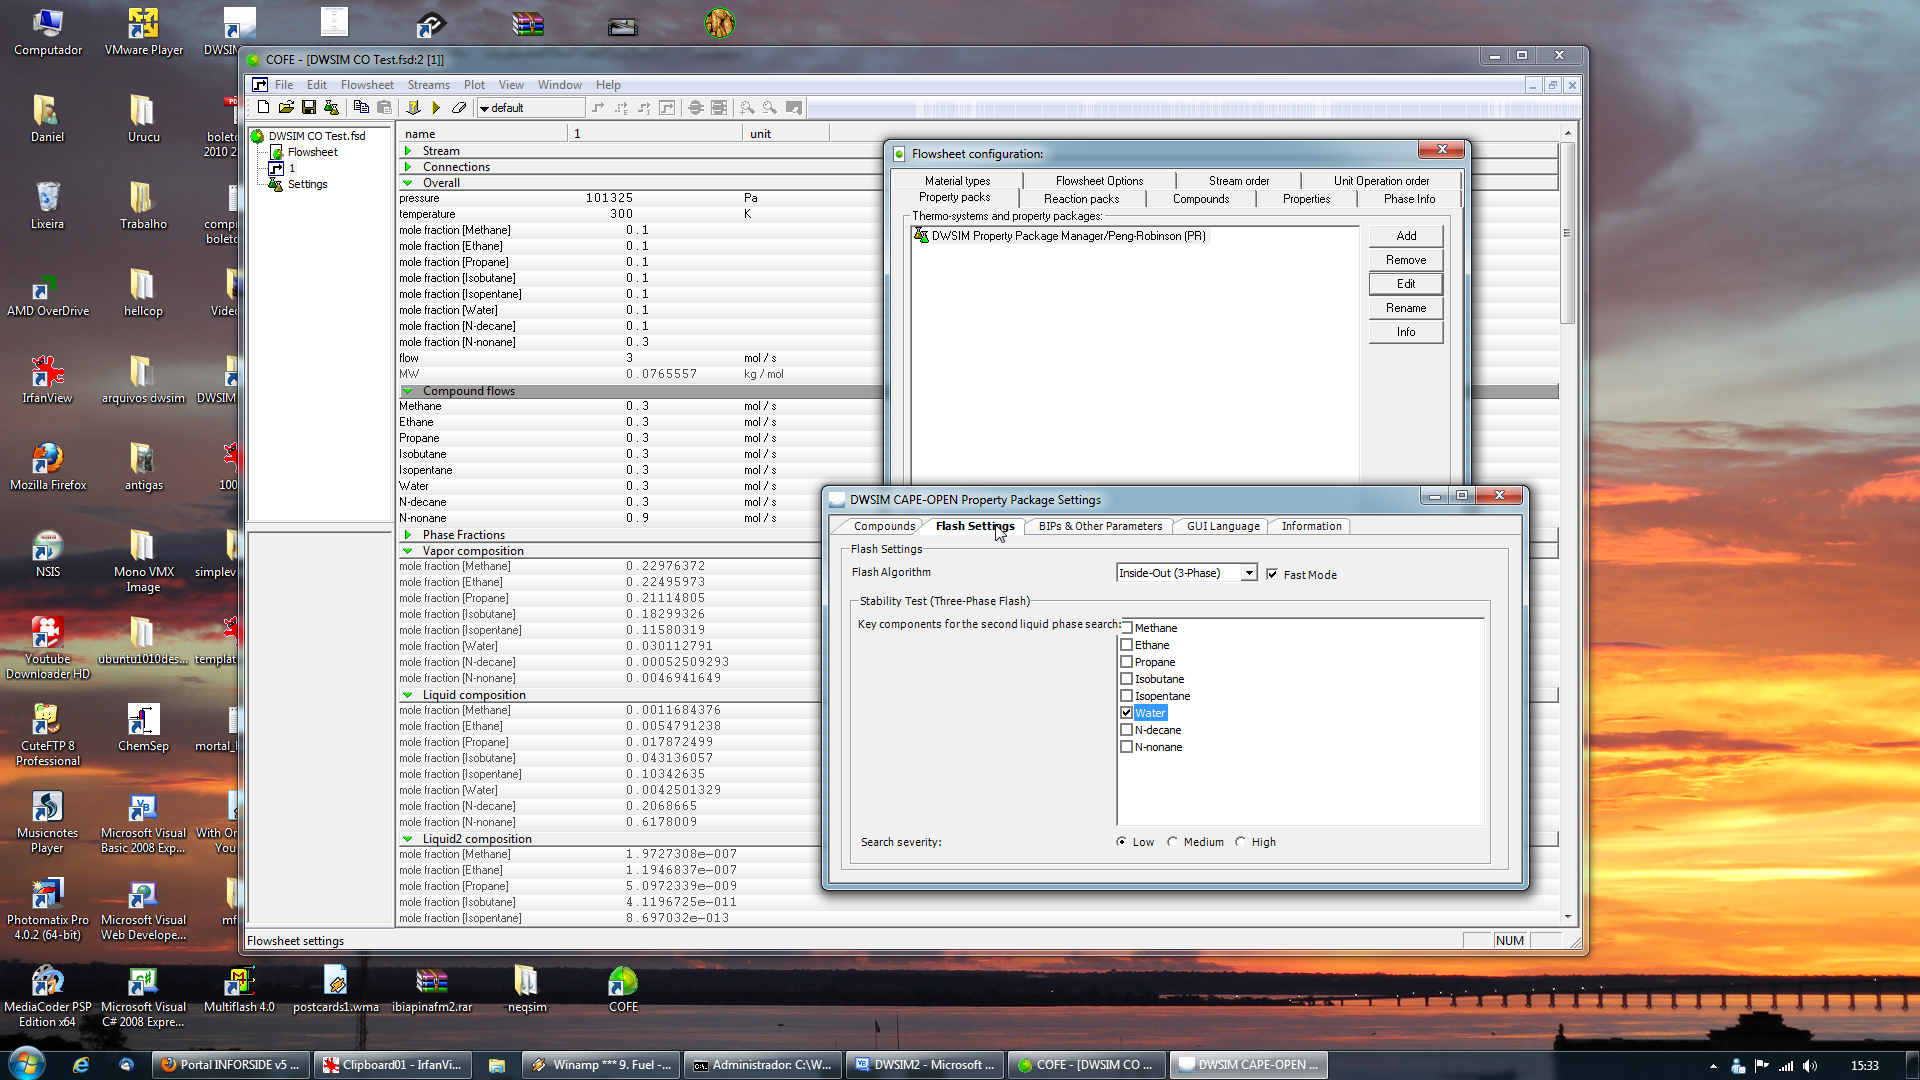 Computador
VMware Player
DWSIM
Daniel
Urucu
boleto
2010 2
Lixeira
Trabalho
compr
boleto
AMD OverDrive
hellcop
Video
IrfanView
arquivos dwsim
DWSIM
Mozilla Firefox
antigas
100
NSIS
Mono VMX
Image
simplev
Youtube
Downloader HD
ubuntu1010des...
templat
CuteFTP 8
Professional
ChemSep
mortal_
Musicnotes
Player
Microsoft Visual
Basic 2008 Exp...
With On
You
Photomatix Pro
4.0.2 (64-bit)
Microsoft Visual
Web Develope...
mf
MediaCoder PSP
Edition x64
Microsoft Visual
C# 2008 Expre...
Multiflash 4.0
postcards1.wma
ibiapinafm2.rar
neqsim
COFE
COFE - [DWSIM CO Test.fsd:2 [1]]
File Edit Flowsheet Streams Plot View Window Help
default
DWSIM CO Test.fsd
Flowsheet
1
Settings
name 1 unit
Stream
Connections
Overall
pressure 101325 Pa
temperature 300 K
mole fraction [Methane] 0.1
mole fraction [Ethane] 0.1
mole fraction [Propane] 0.1
mole fraction [Isobutane] 0.1
mole fraction [Isopentane] 0.1
mole fraction [Water] 0.1
mole fraction [N-decane] 0.1
mole fraction [N-nonane] 0.3
flow 3 mol / s
MW 0.0765557 kg / mol
Compound flows
Methane 0.3 mol / s
Ethane 0.3 mol / s
Propane 0.3 mol / s
Isobutane 0.3 mol / s
Isopentane 0.3 mol / s
Water 0.3 mol / s
N-decane 0.3 mol / s
N-nonane 0.9 mol / s
Phase Fractions
Vapor composition
mole fraction [Methane] 0.22976372
mole fraction [Ethane] 0.22495973
mole fraction [Propane] 0.21114805
mole fraction [Isobutane] 0.18299326
mole fraction [Isopentane] 0.11580319
mole fraction [Water] 0.030112791
mole fraction [N-decane] 0.00052509293
mole fraction [N-nonane] 0.0046941649
Liquid composition
mole fraction [Methane] 0.0011684376
mole fraction [Ethane] 0.0054791238
mole fraction [Propane] 0.017872499
mole fraction [Isobutane] 0.043136057
mole fraction [Isopentane] 0.10342635
mole fraction [Water] 0.0042501329
mole fraction [N-decane] 0.2068665
mole fraction [N-nonane] 0.6178009
Liquid2 composition
mole fraction [Methane] 1.9727308e-007
mole fraction [Ethane] 1.1946837e-007
mole fraction [Propane] 5.0972339e-009
mole fraction [Isobutane] 4.1196725e-011
mole fraction [Isopentane] 8.697032e-013
Flowsheet settings NUM
Flowsheet configuration:
Material types Flowsheet Options Stream order Unit Operation order
Property packs Reaction packs Compounds Properties Phase Info
Thermo-systems and property packages:
DWSIM Property Package Manager/Peng-Robinson (PR)
Add
Remove
Edit
Rename
Info
DWSIM CAPE-OPEN Property Package Settings
Compounds Flash Settings BIPs & Other Parameters GUI Language Information
Flash Settings
Flash Algorithm Inside-Out (3-Phase) Fast Mode
Stability Test (Three-Phase Flash)
Key components for the second liquid phase search:
Methane
Ethane
Propane
Isobutane
Isopentane
Water
N-decane
N-nonane
Search severity: Low Medium High
Portal INFORSIDE v5 ...
Clipboard01 - IrfanVi...
Winamp *** 9. Fuel -...
Administrador: C:\W...
DWSIM2 - Microsoft ...
COFE - [DWSIM CO ...
DWSIM CAPE-OPEN ...
15:33